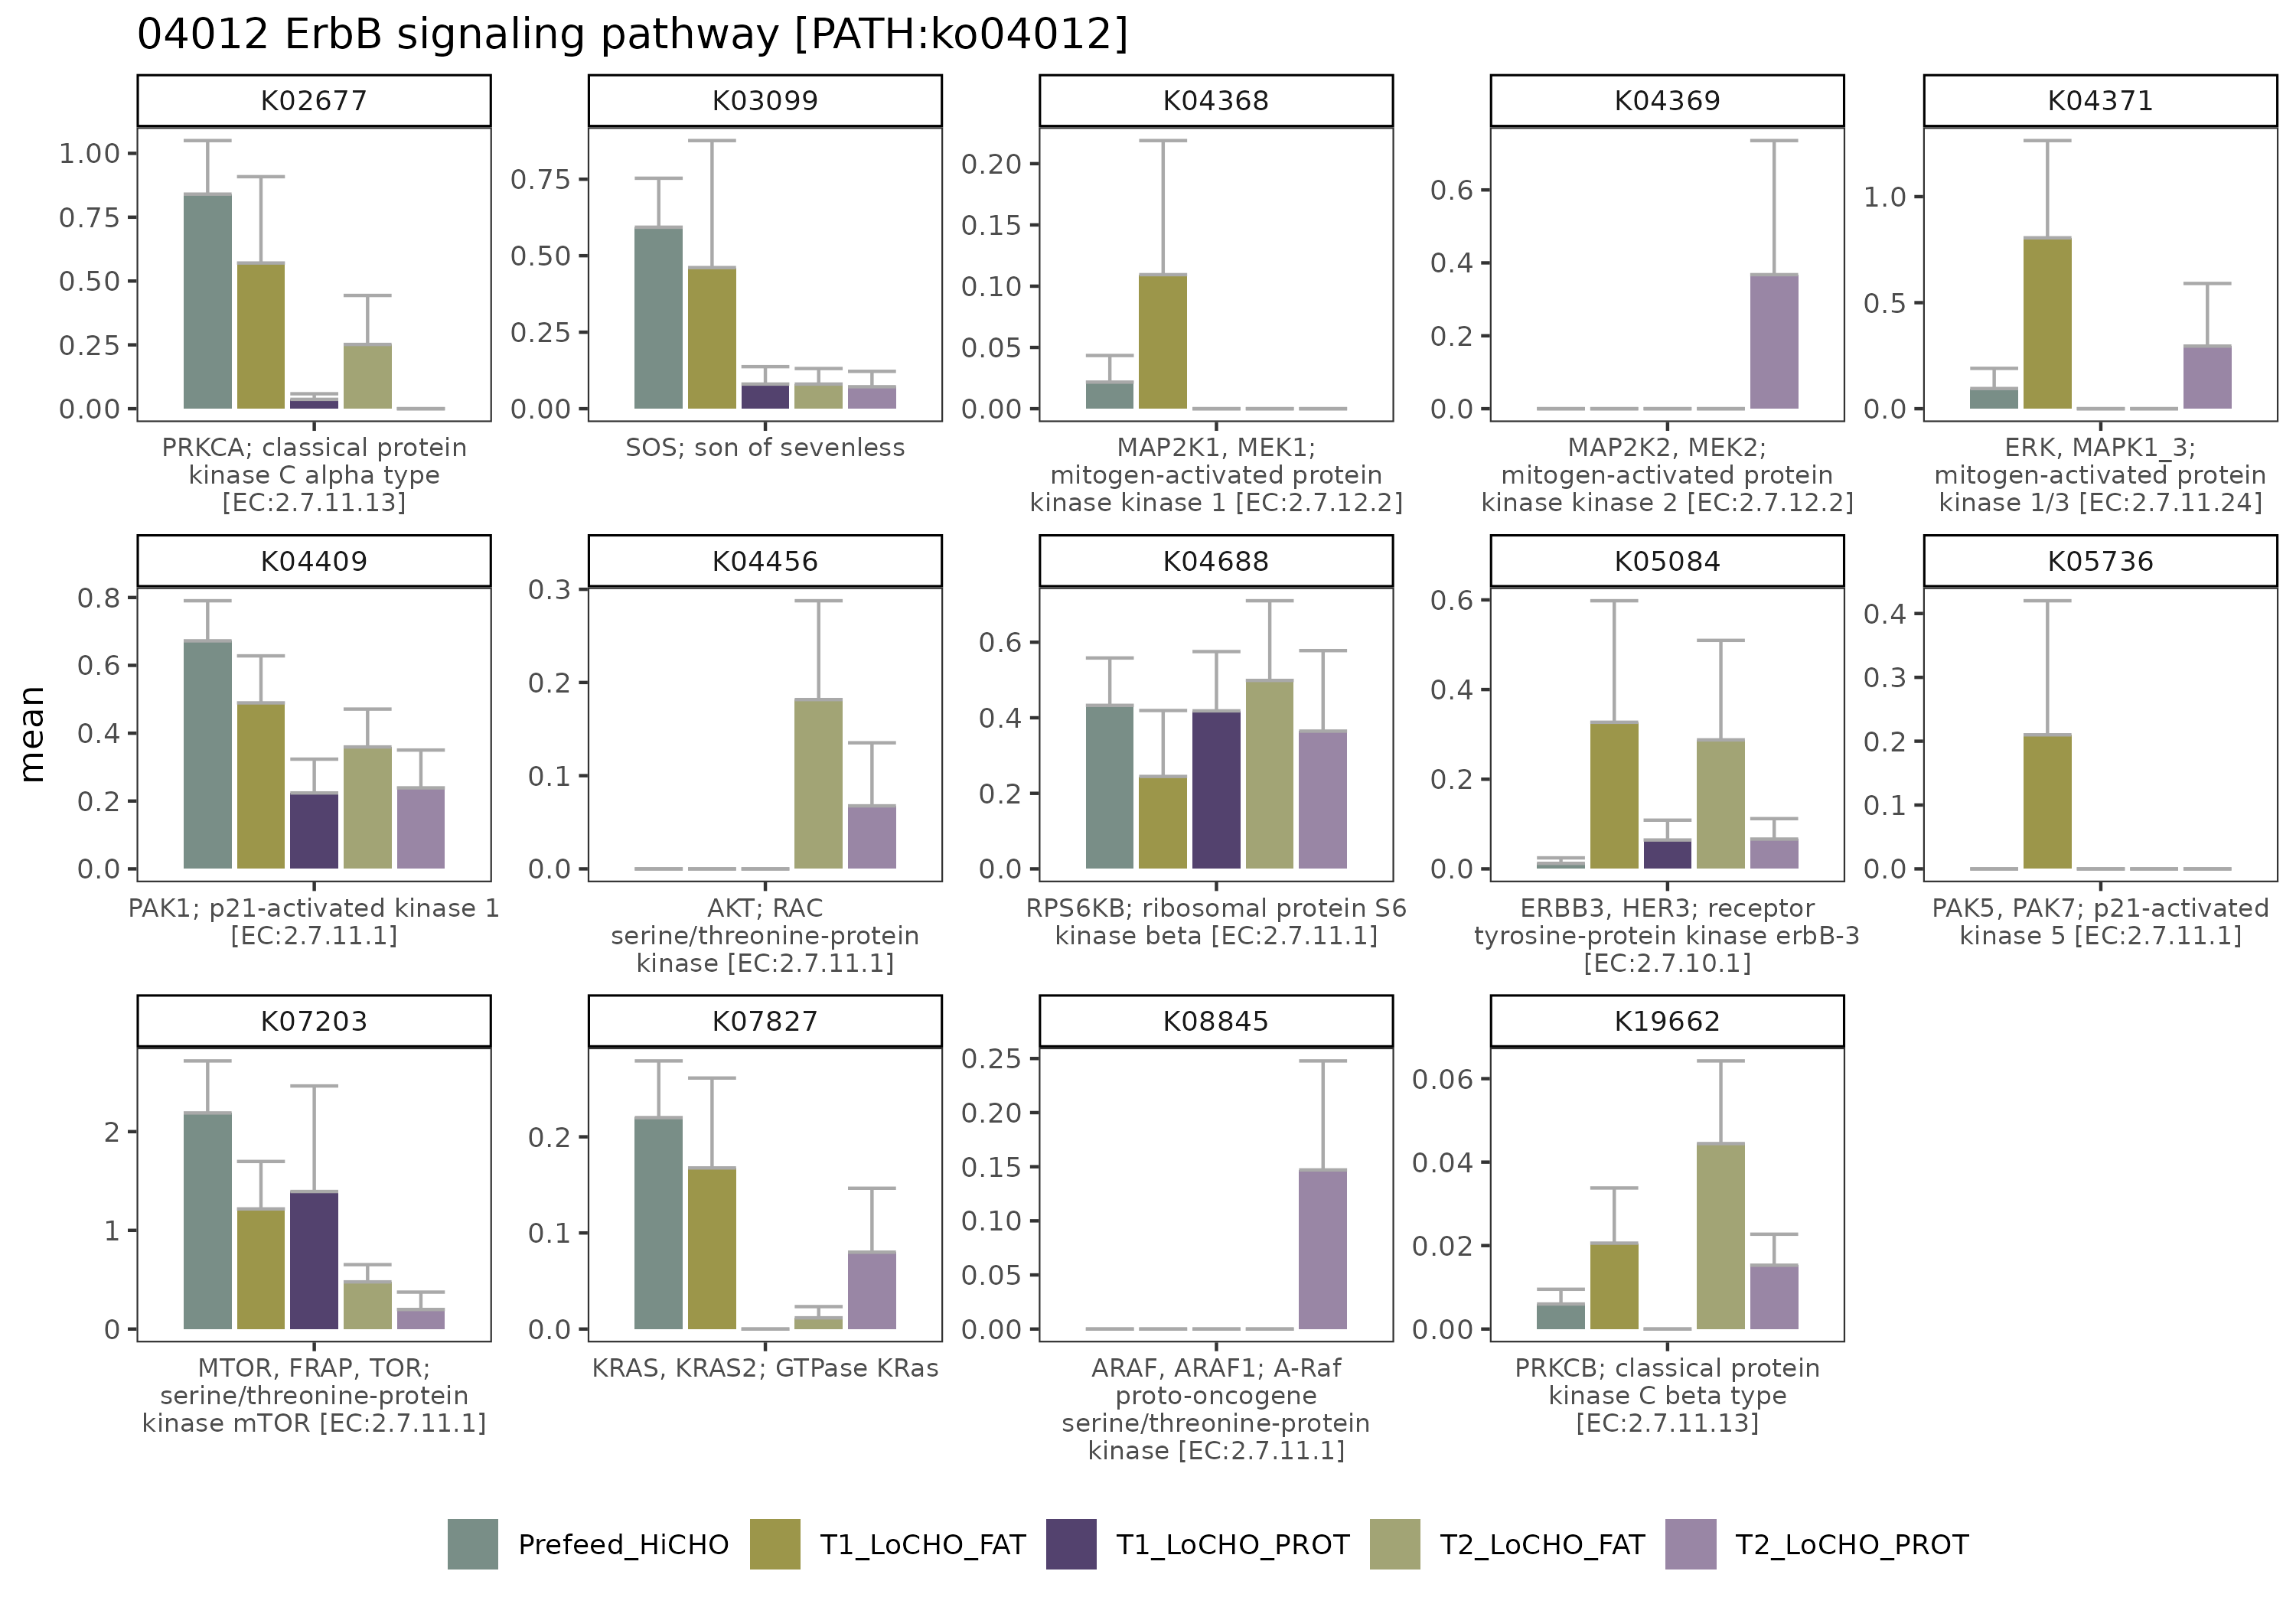 04012 ErbB signaling pathway [PATH:ko04012]
K02677
K03099
K04368
K04369
K04371
1.00
0.75
0.50
0.25
0.00
0.75
0.50
0.25
0.00
0.20
0.15
0.10
0.05
0.00
0.6
0.4
0.2
0.0
1.0
0.5
0.0
PRKCA; classical protein
kinase C alpha type
[EC:2.7.11.13]
SOS; son of sevenless
MAP2K1, MEK1;
mitogen-activated protein
kinase kinase 1 [EC:2.7.12.2]
MAP2K2, MEK2;
mitogen-activated protein
kinase kinase 2 [EC:2.7.12.2]
ERK, MAPK1_3;
mitogen-activated protein
kinase 1/3 [EC:2.7.11.24]
mean
K04409
K04456
K04688
K05084
K05736
0.8
0.6
0.4
0.2
0.0
0.3
0.2
0.1
0.0
0.6
0.4
0.2
0.0
0.6
0.4
0.2
0.0
0.4
0.3
0.2
0.1
0.0
PAK1; p21-activated kinase 1
[EC:2.7.11.1]
AKT; RAC
serine/threonine-protein
kinase [EC:2.7.11.1]
RPS6KB; ribosomal protein S6
kinase beta [EC:2.7.11.1]
ERBB3, HER3; receptor
tyrosine-protein kinase erbB-3
[EC:2.7.10.1]
PAK5, PAK7; p21-activated
kinase 5 [EC:2.7.11.1]
K07203
K07827
K08845
K19662
2
1
0
0.2
0.1
0.0
0.25
0.20
0.15
0.10
0.05
0.00
0.06
0.04
0.02
0.00
MTOR, FRAP, TOR;
serine/threonine-protein
kinase mTOR [EC:2.7.11.1]
KRAS, KRAS2; GTPase KRas
ARAF, ARAF1; A-Raf
proto-oncogene
serine/threonine-protein
kinase [EC:2.7.11.1]
PRKCB; classical protein
kinase C beta type
[EC:2.7.11.13]
Prefeed_HiCHO
T1_LoCHO_FAT
T1_LoCHO_PROT
T2_LoCHO_FAT
T2_LoCHO_PROT